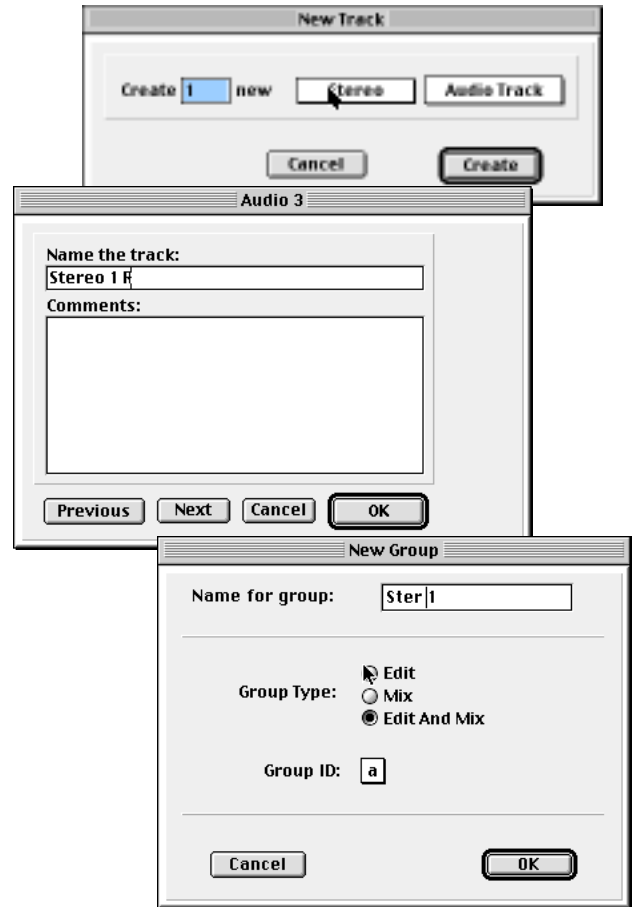 New Track
Create 1 new Stereo Audio Track
Cancel Create
Audio 3
Name the track:
Stereo 1 R
Comments:
Previous Next Cancel OK
New Group
Name for group: Ster 1
Group Type: Edit
Mix
Edit And Mix
Group ID: a
Cancel OK